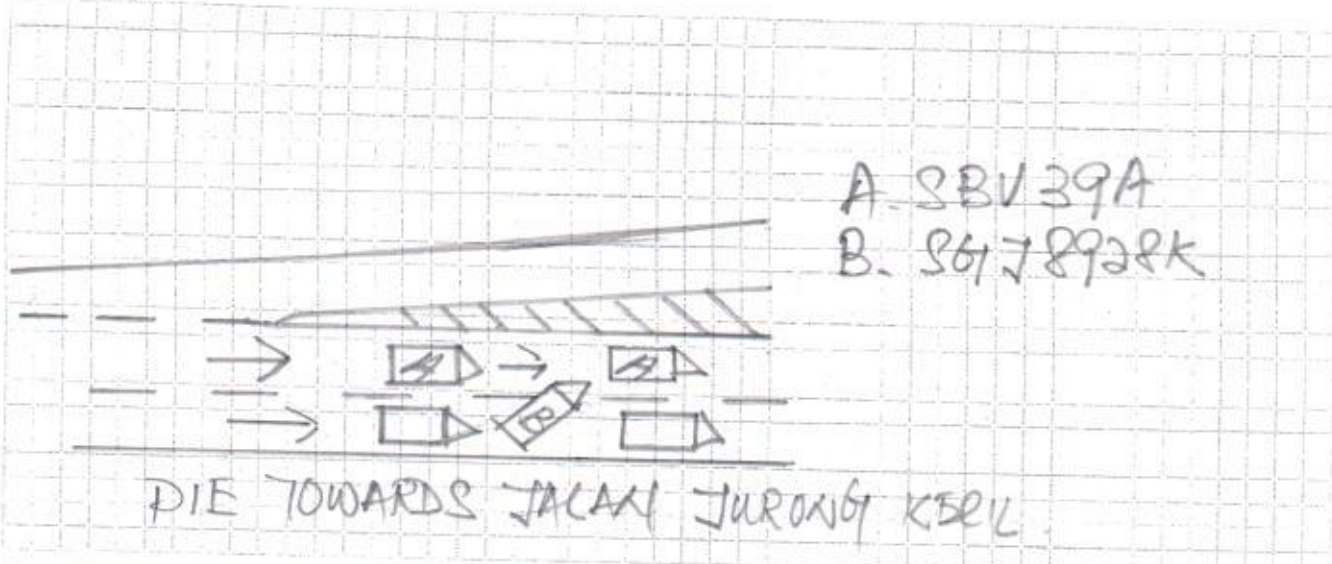 A. SBV39A
B. SGJ8928K
A A
B
PIE TOWARDS JALAN JURONG KECIL